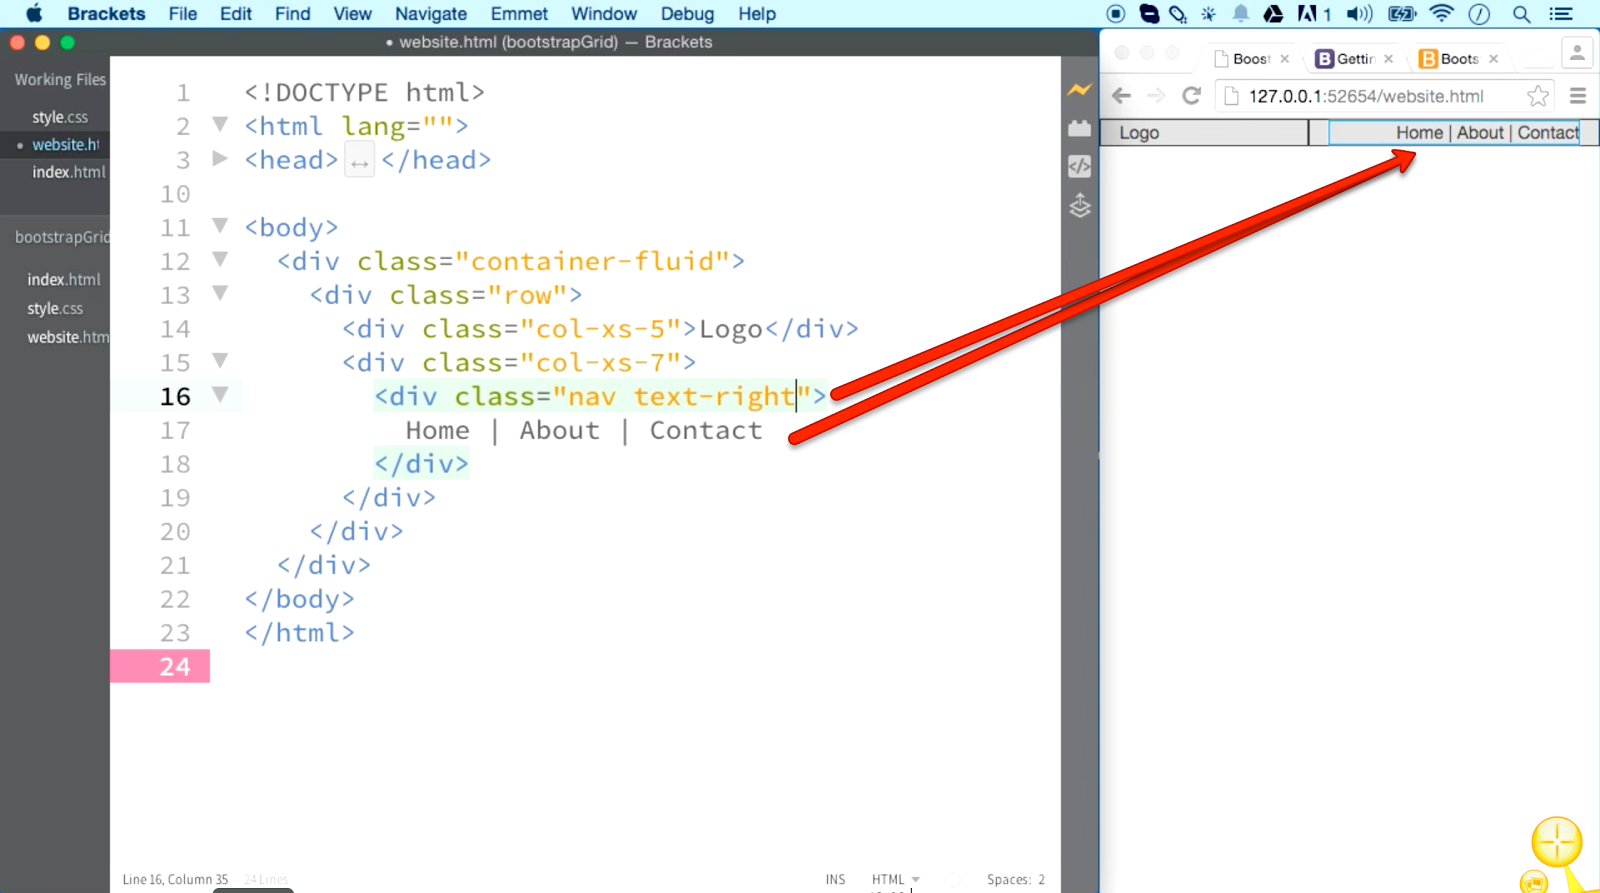 Brackets File Edit Find View Navigate Emmet Window Debug Help 1
• website.html (bootstrapGrid) — Brackets
Working Files
style.css
• website.ht
index.html
bootstrapGrid
index.html
style.css
website.htm
1 <!DOCTYPE html>
2 <html lang="">
3 <head> ↔ </head>
10
11 <body>
12 <div class="container-fluid">
13 <div class="row">
14 <div class="col-xs-5">Logo</div>
15 <div class="col-xs-7">
16 <div class="nav text-right">
17 Home | About | Contact
18 </div>
19 </div>
20 </div>
21 </div>
22 </body>
23 </html>
24
Line 16, Column 35 24 Lines
INS HTML Spaces: 2
Boost × B Gettin × B Boots ×
127.0.0.1:52654/website.html
Logo Home | About | Contact